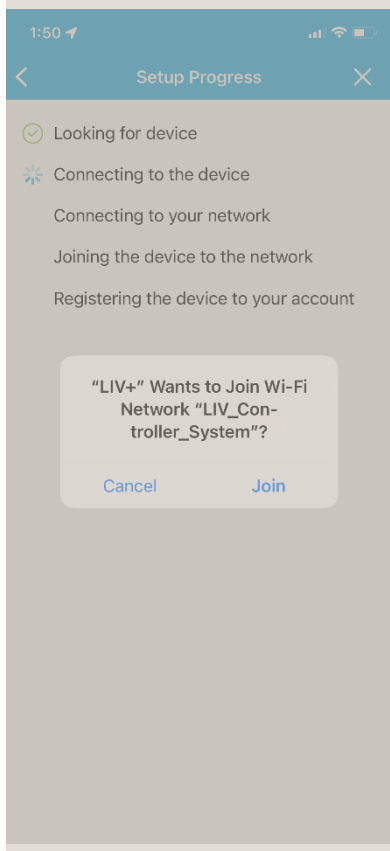 1:50
Setup Progress
Looking for device
Connecting to the device
Connecting to your network
Joining the device to the network
Registering the device to your account
“LIV+” Wants to Join Wi-Fi
Network “LIV_Con-
troller_System”?
Cancel Join